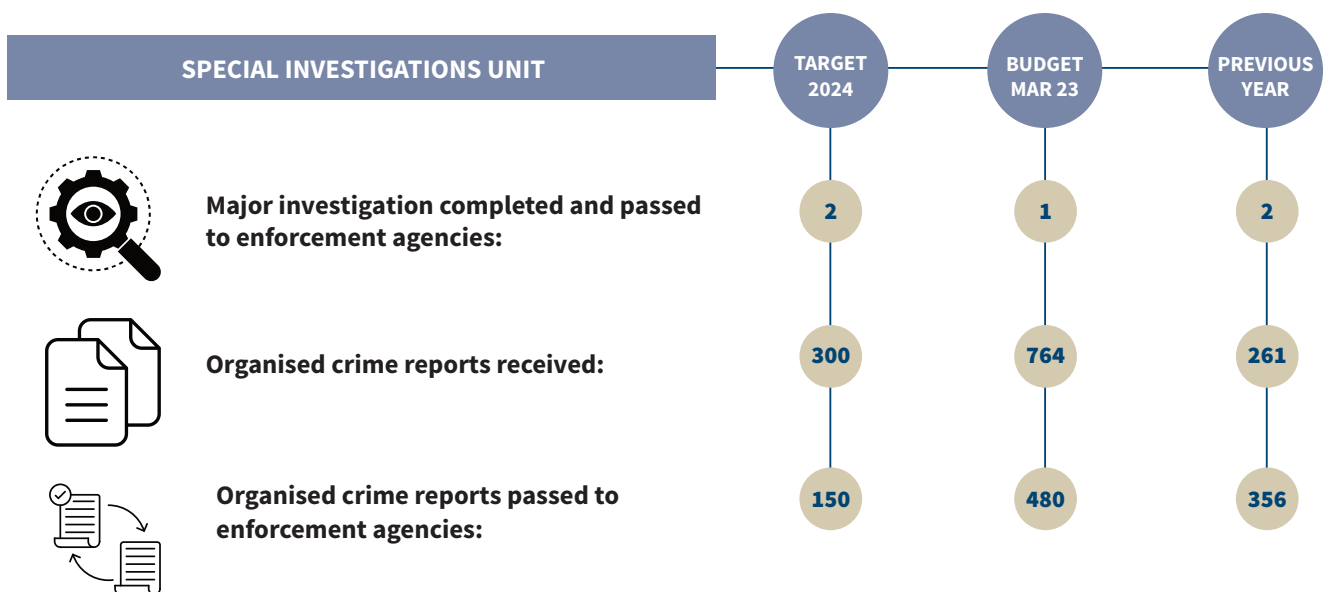 SPECIAL INVESTIGATIONS UNIT
TARGET
2024
BUDGET
MAR 23
PREVIOUS
YEAR
Major investigation completed and passed
to enforcement agencies:
2
1
2
Organised crime reports received:
300
764
261
Organised crime reports passed to
enforcement agencies:
150
480
356